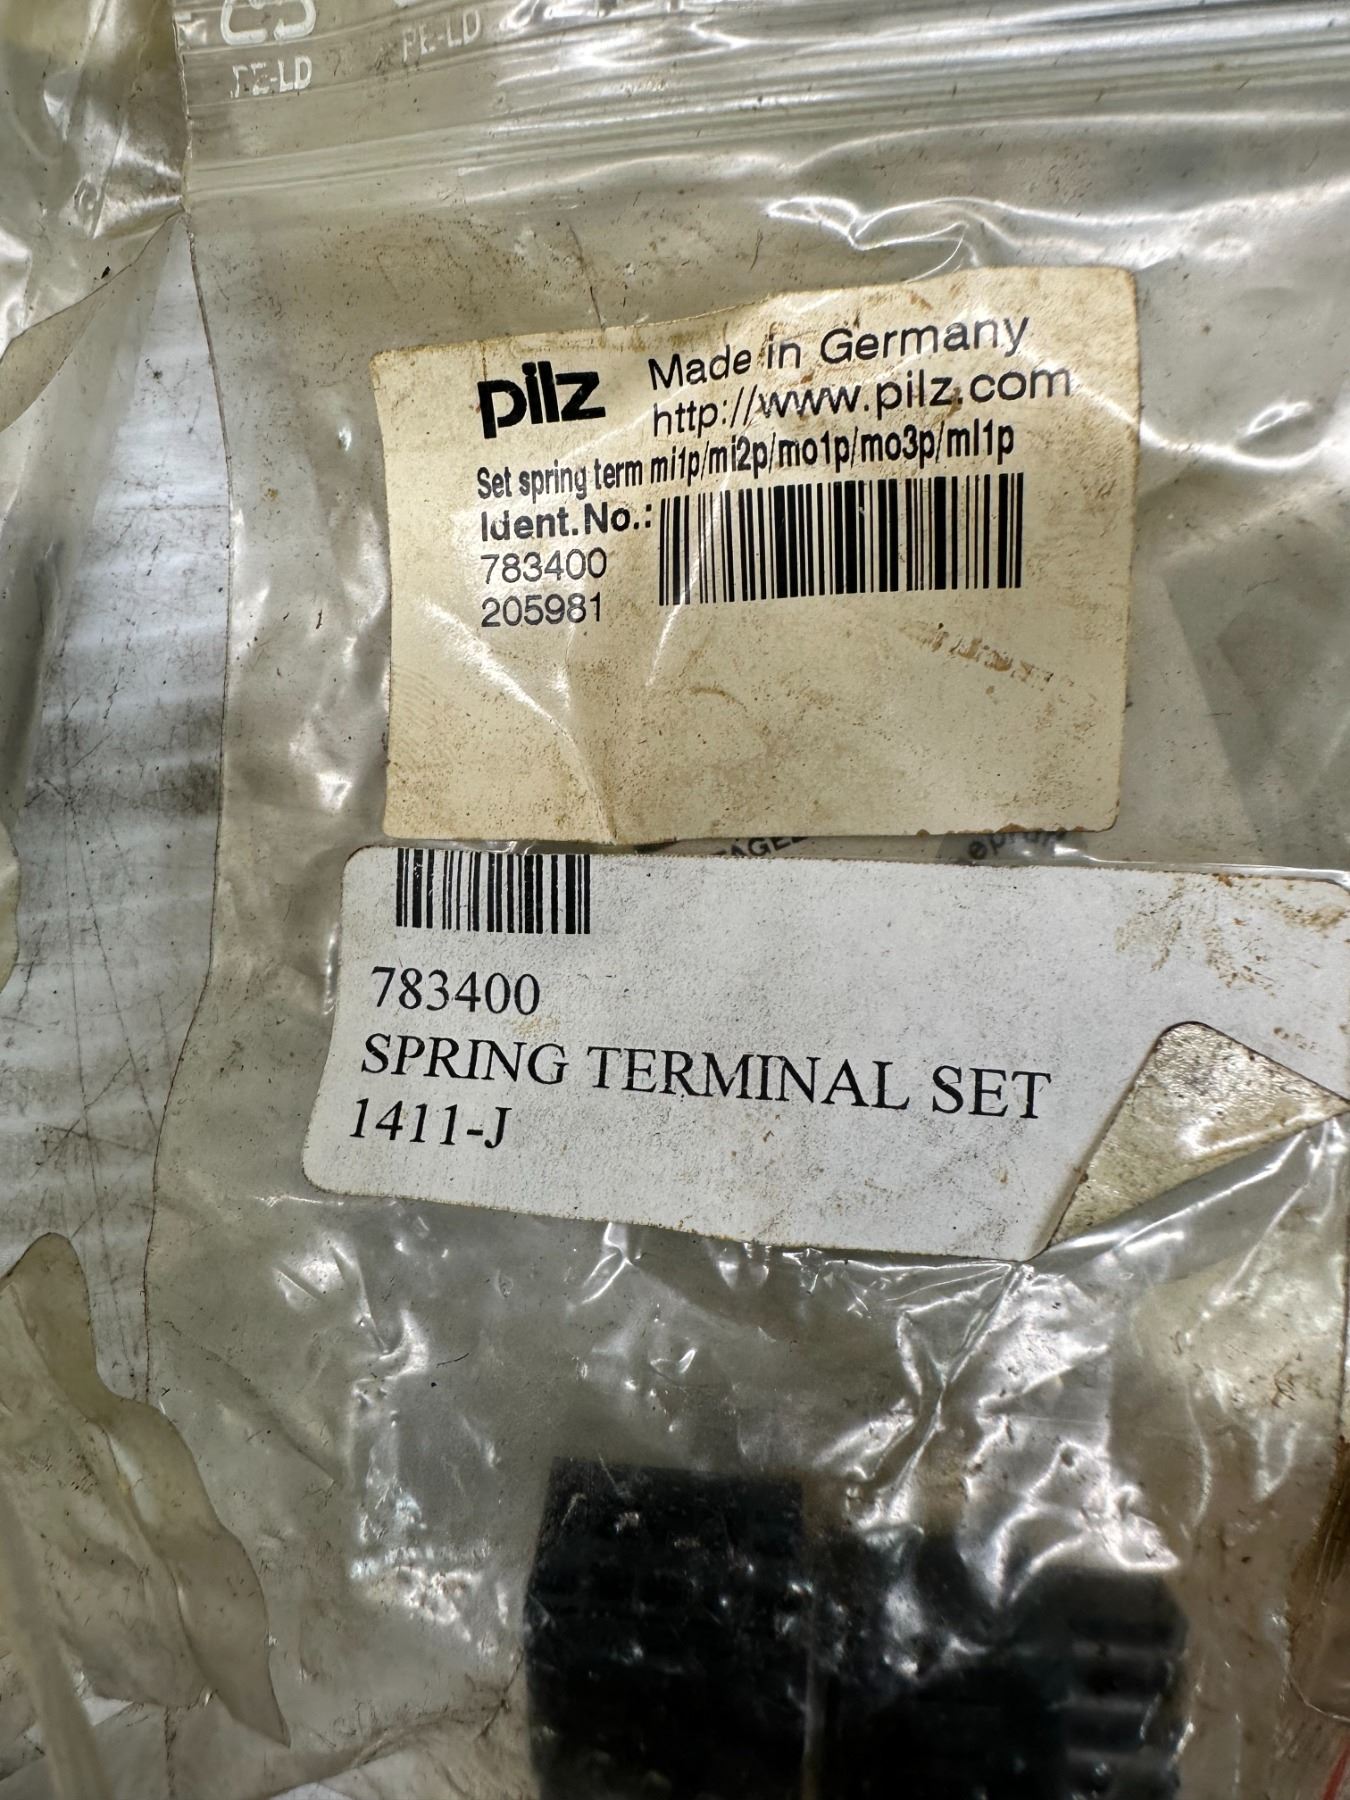 PE-LD
PE-LD
pilz
Made in Germany
http://www.pilz.com
Set spring term mi1p/mi2p/mo1p/mo3p/ml1p
Ident.No.:
783400
205981
783400
SPRING TERMINAL SET
1411-J